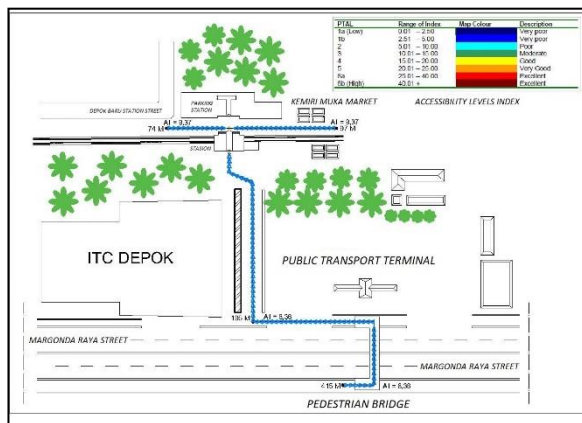 PTAL Range of Index Map Colour Description
1a (Low) 0.01 – 2.50 Very poor
1b 2.51 – 5.00 Very poor
2 5.01 – 10.00 Poor
3 10.01 – 15.00 Moderate
4 15.01 – 20.00 Good
5 20.01 – 25.00 Very Good
6a 25.01 – 40.00 Excellent
6b (High) 40.01 + Excellent
DEPOK BARU STATION STREET
PARKING
STATION
KEMIRI MUKA MARKET
ACCESSIBILITY LEVELS INDEX
AI = 9,37
AI = 9,37
74 M
97 M
STATION
ITC DEPOK
PUBLIC TRANSPORT TERMINAL
AI = 8,38
MARGONDA RAYA STREET
MARGONDA RAYA STREET
415 M
AI = 8,38
PEDESTRIAN BRIDGE